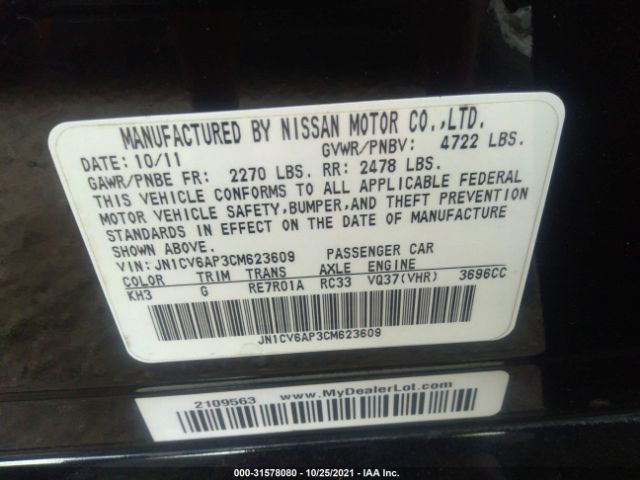 MANUFACTURED BY NISSAN MOTOR CO.,LTD.
DATE: 10/11 GVWR/PNBV: 4722 LBS.
GAWR/PNBE FR: 2270 LBS. RR: 2478 LBS.
THIS VEHICLE CONFORMS TO ALL APPLICABLE FEDERAL
MOTOR VEHICLE SAFETY,BUMPER,AND THEFT PREVENTION
STANDARDS IN EFFECT ON THE DATE OF MANUFACTURE
SHOWN ABOVE.
VIN: JN1CV6AP3CM623609 PASSENGER CAR
COLOR TRIM TRANS AXLE ENGINE
KH3 G RE7R01A RC33 VQ37(VHR) 3696CC
JN1CV6AP3CM623609
2109563 www.MyDealerLot.com
000-31578080 - 10/25/2021 - IAA Inc.